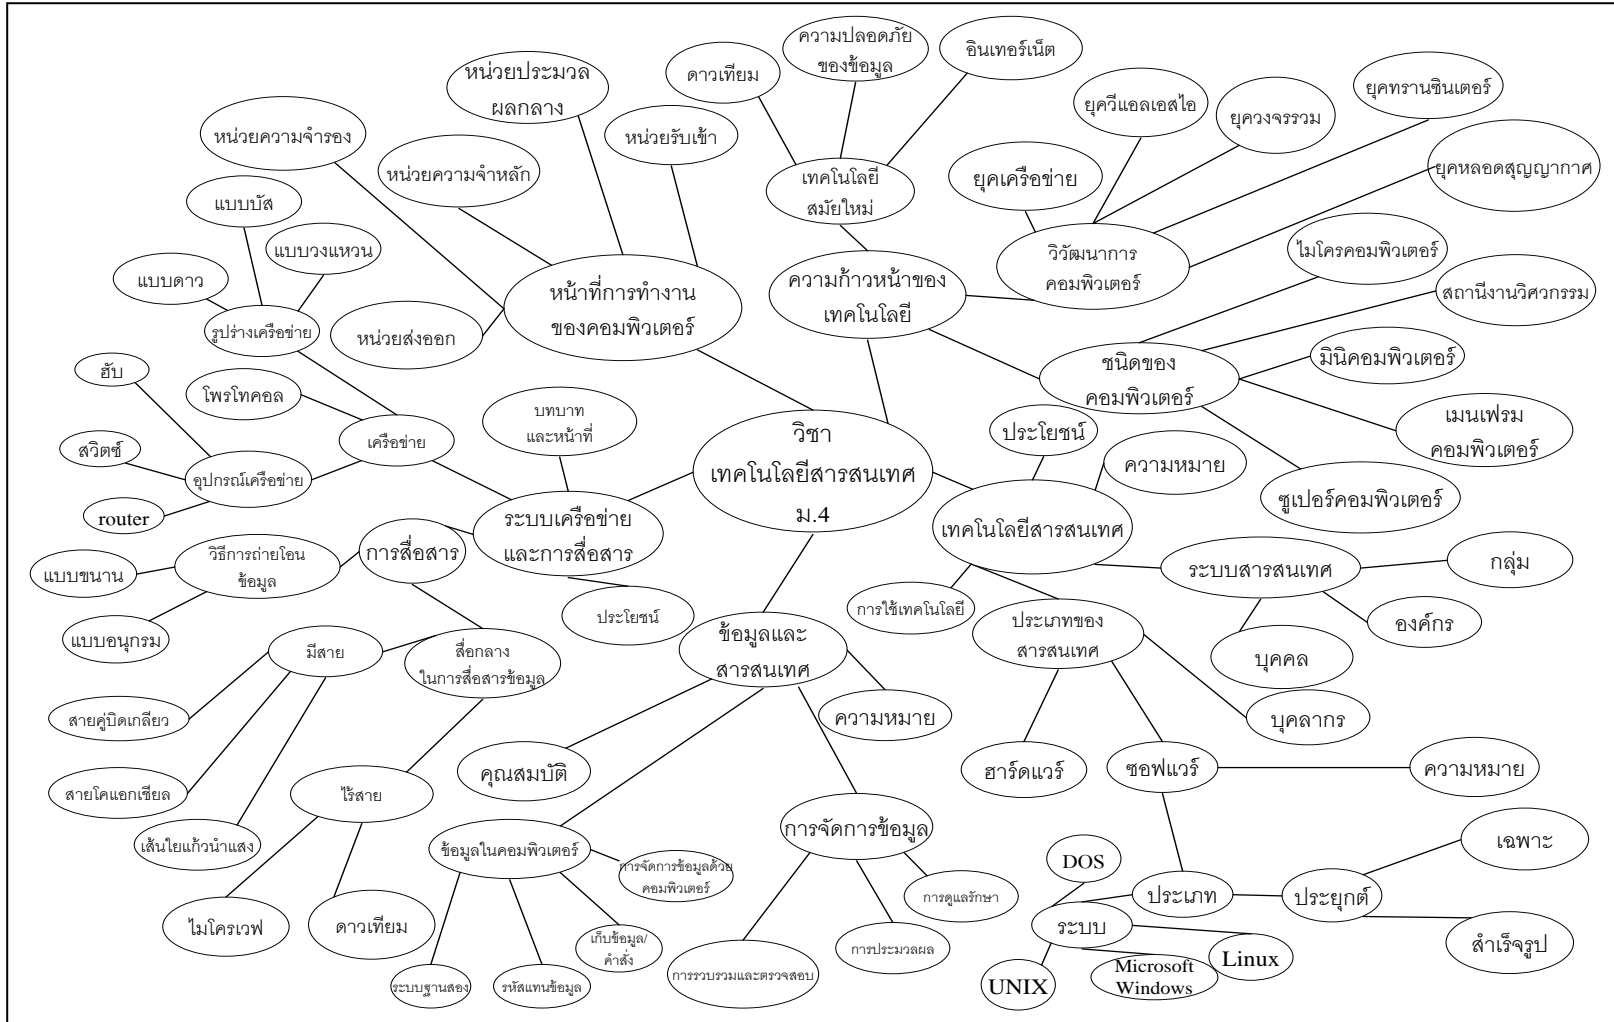 หน่วยประมวล
ผลกลาง
ดาวเทียม
ความปลอดภัย
ของข้อมูล
อินเทอร์เน็ต
ยุคทรานซินเตอร์
ยุควีแอลเอสไอ
ยุควงจรรวม
หน่วยความจำรอง
หน่วยรับเข้า
หน่วยความจำหลัก
เทคโนโลยี
สมัยใหม่
ยุคเครือข่าย
ยุคหลอดสุญญากาศ
แบบบัส
แบบวงแหวน
แบบดาว
หน้าที่การทำงาน
ของคอมพิวเตอร์
ความก้าวหน้าของ
เทคโนโลยี
วิวัฒนาการ
คอมพิวเตอร์
ไมโครคอมพิวเตอร์
สถานีงานวิศวกรรม
รูปร่างเครือข่าย
หน่วยส่งออก
ชนิดของ
คอมพิวเตอร์
มินิคอมพิวเตอร์
ฮับ
โพรโทคอล
บทบาท
และหน้าที่
วิชา
เทคโนโลยีสารสนเทศ
ม.4
ประโยชน์
ความหมาย
เมนเฟรม
คอมพิวเตอร์
เครือข่าย
สวิตซ์
อุปกรณ์เครือข่าย
ซูเปอร์คอมพิวเตอร์
router
ระบบเครือข่าย
และการสื่อสาร
เทคโนโลยีสารสนเทศ
การสื่อสาร
วิธีการถ่ายโอน
ข้อมูล
แบบขนาน
ระบบสารสนเทศ
กลุ่ม
การใช้เทคโนโลยี
ประโยชน์
องค์กร
แบบอนุกรม
มีสาย
สื่อกลาง
ในการสื่อสารข้อมูล
ข้อมูลและ
สารสนเทศ
ประเภทของ
สารสนเทศ
บุคคล
สายคู่บิดเกลียว
ความหมาย
บุคลากร
คุณสมบัติ
ฮาร์ดแวร์
ซอฟแวร์
ความหมาย
สายโคแอกเชียล
ไร้สาย
เส้นใยแก้วนำแสง
ข้อมูลในคอมพิวเตอร์
การจัดการข้อมูล
เฉพาะ
การจัดการข้อมูลด้วย
คอมพิวเตอร์
DOS
การดูแลรักษา
ประเภท
ประยุกต์
ไมโครเวฟ
ดาวเทียม
ระบบ
เก็บข้อมูล/
คำสั่ง
การประมวลผล
สำเร็จรูป
การรวบรวมและตรวจสอบ
Linux
Microsoft
Windows
UNIX
ระบบฐานสอง
รหัสแทนข้อมูล